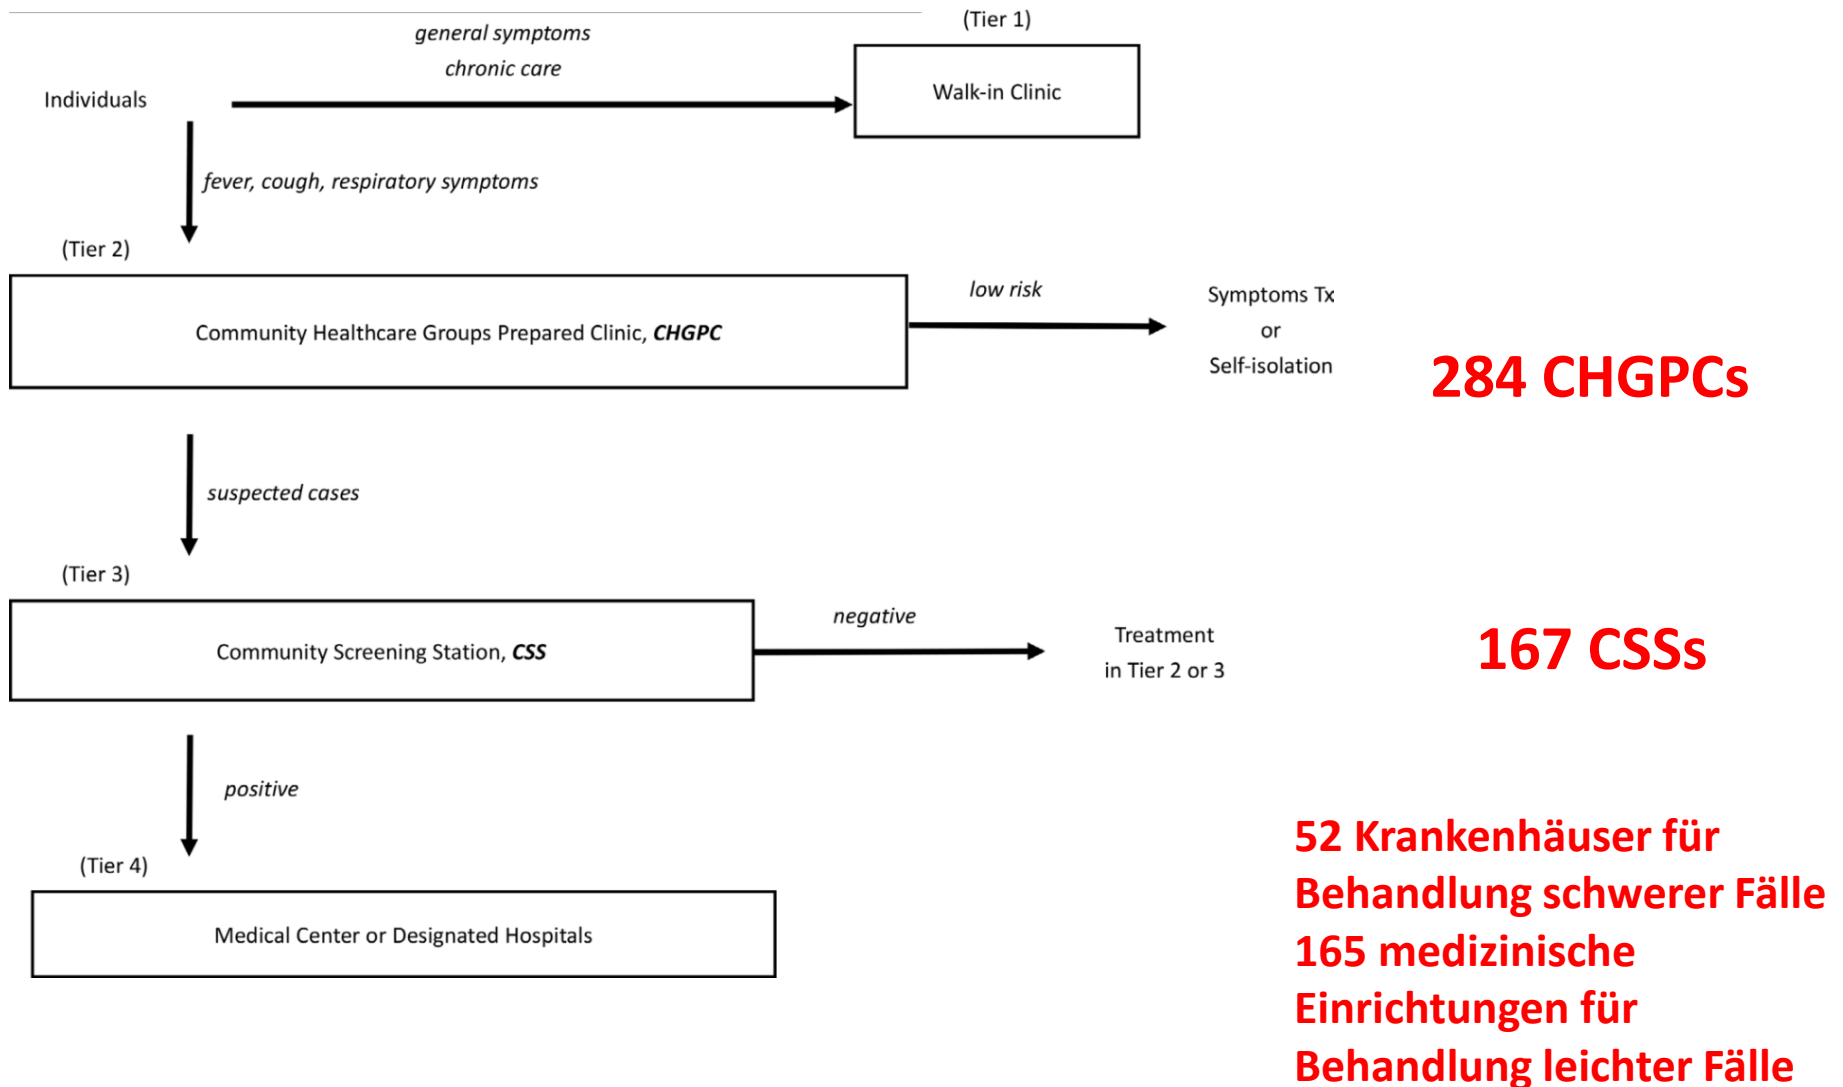 (Tier 1)
general symptoms
chronic care
Individuals
Walk-in Clinic
fever, cough, respiratory symptoms
(Tier 2)
Community Healthcare Groups Prepared Clinic, CHGPC
low risk
Symptoms Tx
or
Self-isolation
284 CHGPCs
suspected cases
(Tier 3)
Community Screening Station, CSS
negative
Treatment
in Tier 2 or 3
167 CSSs
positive
(Tier 4)
Medical Center or Designated Hospitals
52 Krankenhäuser für
Behandlung schwerer Fälle
165 medizinische
Einrichtungen für
Behandlung leichter Fälle